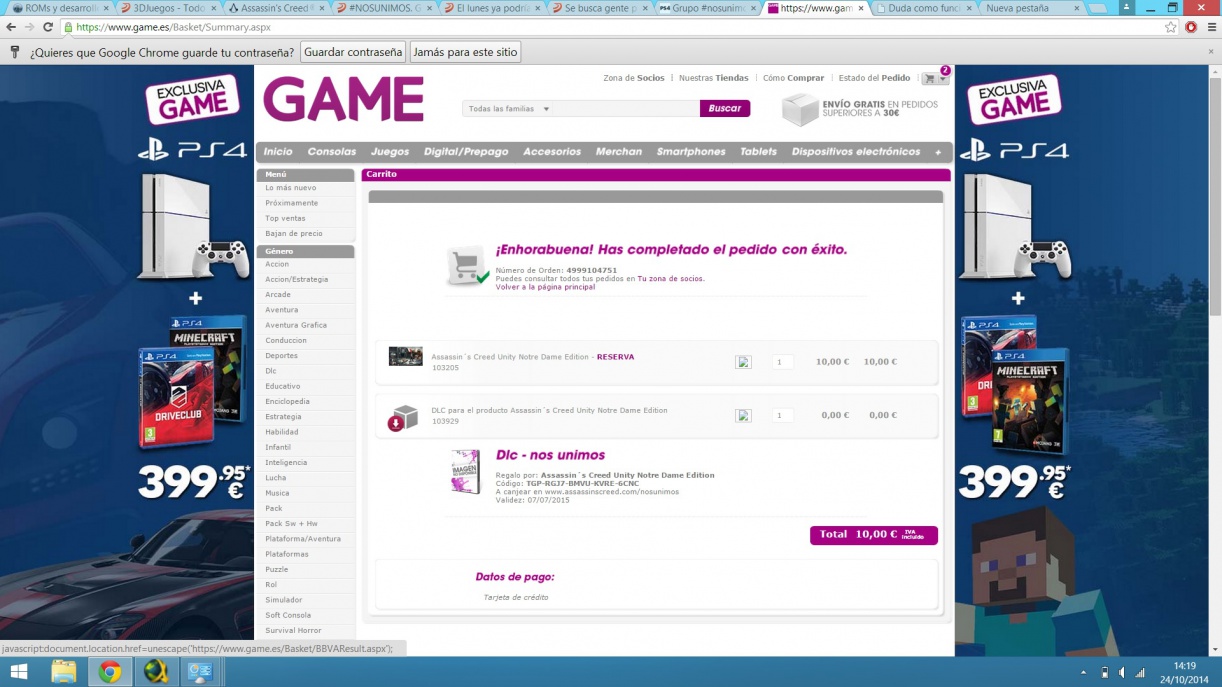 ROMs y desarroll
3DJuegos - Todo
Assassin's Creed®
#NOSUNIMOS. G
El lunes ya podría
Se busca gente p
Grupo #nosunimo
https://www.gam
Duda como funci
Nueva pestaña
https://www.game.es/Basket/Summary.aspx
¿Quieres que Google Chrome guarde tu contraseña? Guardar contraseña Jamás para este sitio
Zona de Socios | Nuestras Tiendas | Cómo Comprar | Estado del Pedido | 2
EXCLUSIVA
GAME
PS4
+
PS4
MINECRAFT
PS4
DRIVECLUB
3
399.95*
€
GAME
Todas las familias
Buscar
ENVÍO GRATIS EN PEDIDOS
SUPERIORES A 30€
Inicio Consolas Juegos Digital/Prepago Accesorios Merchan Smartphones Tablets Dispositivos electrónicos +
Menú
Lo más nuevo
Próximamente
Top ventas
Bajan de precio
Género
Accion
Accion/Estrategia
Arcade
Aventura
Aventura Grafica
Conduccion
Deportes
Dlc
Educativo
Enciclopedia
Estrategia
Habilidad
Infantil
Inteligencia
Lucha
Musica
Pack
Pack Sw + Hw
Plataforma/Aventura
Plataformas
Puzzle
Rol
Simulador
Soft Consola
Survival Horror
Carrito
¡Enhorabuena! Has completado el pedido con éxito.
Número de Orden: 4999104751
Puedes consultar todos tus pedidos en Tu zona de socios.
Volver a la página principal
Assassin´s Creed Unity Notre Dame Edition - RESERVA
103205
1 10,00 € 10,00 €
DLC para el producto Assassin´s Creed Unity Notre Dame Edition
103929
1 0,00 € 0,00 €
IMAGEN
Dlc - nos unimos
Regalo por: Assassin´s Creed Unity Notre Dame Edition
Código: TGP-RGJ7-BMVU-KVRE-6CNC
A canjear en www.assassinscreed.com/nosunimos
Validez: 07/07/2015
Total 10,00 € IVA incluido
Datos de pago:
Tarjeta de crédito
EXCLUSIVA
GAME
PS4
+
PS4
MINECRAFT
3
7
399.95*
€
javascript:document.location.href=unescape('https://www.game.es/Basket/BBVAResult.aspx');
14:19
24/10/2014